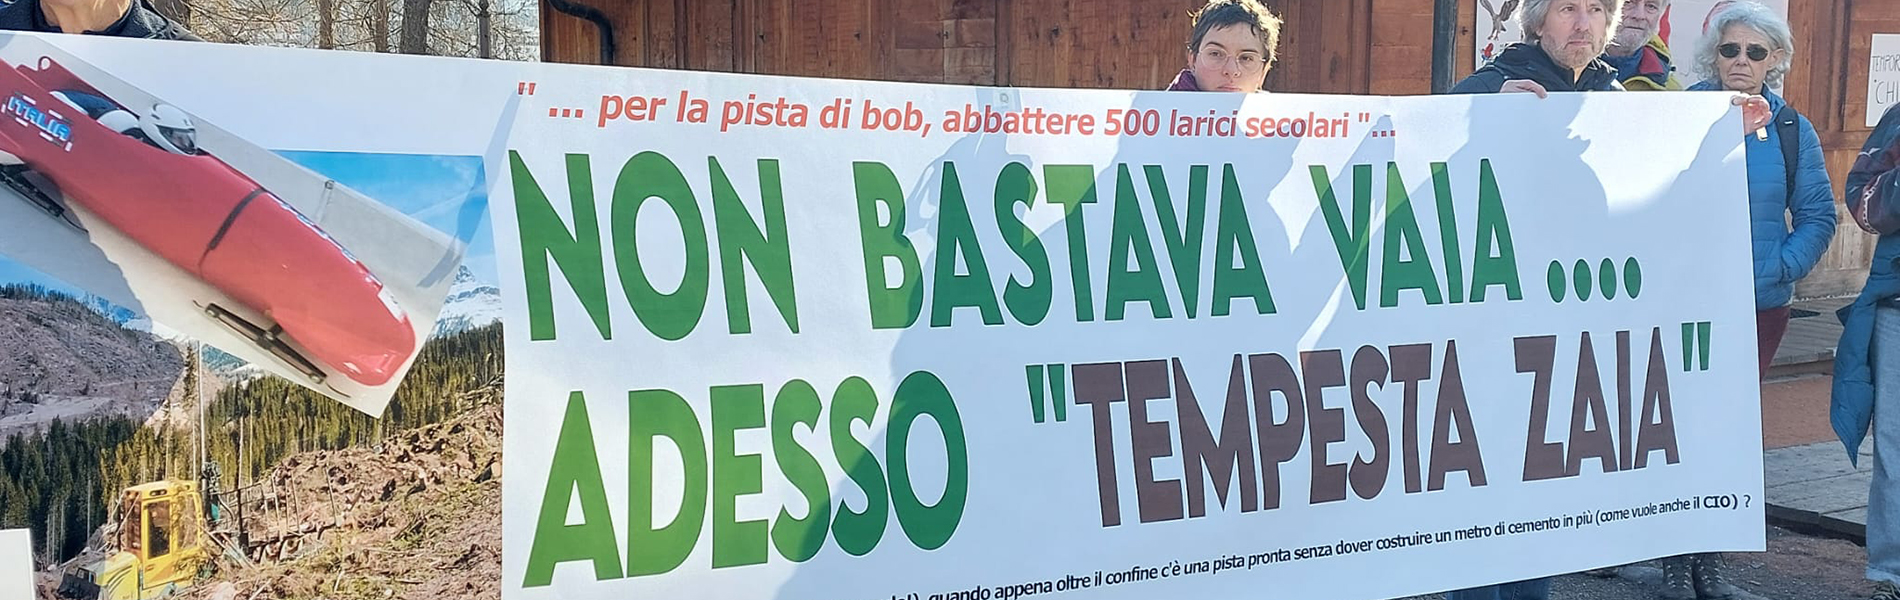 " ... per la pista di bob, abbattere 500 larici secolari "...
NON BASTAVA VAIA ....
ADESSO "TEMPESTA ZAIA"
quando appena oltre il confine c'è una pista pronta senza dover costruire un metro di cemento in più (come vuole anche il CIO) ?
ITALIA